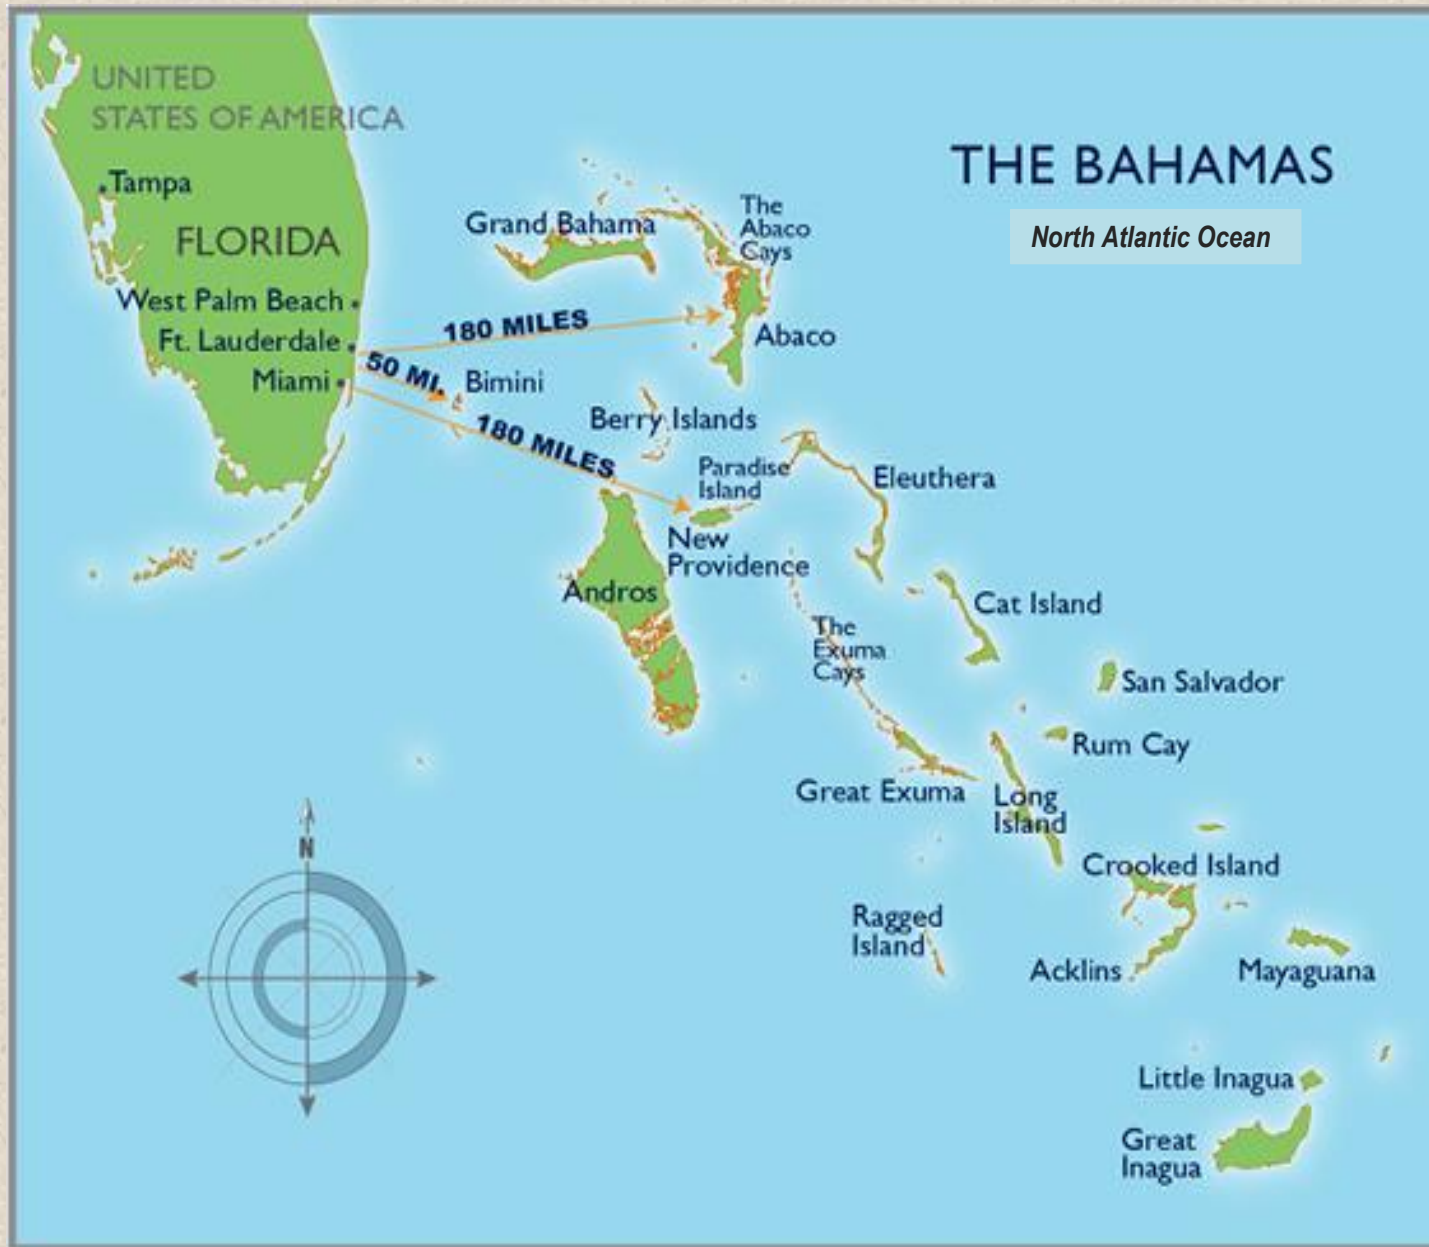 UNITED
STATES OF AMERICA
THE BAHAMAS
North Atlantic Ocean
Tampa
FLORIDA
West Palm Beach
Ft. Lauderdale
Miami
Grand Bahama
The
Abaco
Cays
180 MILES
Abaco
50 MI.
Bimini
180 MILES
Berry Islands
Paradise
Island
Eleuthera
New
Providence
Andros
Cat Island
The
Exuma
Cays
San Salvador
Rum Cay
Great Exuma
Long
Island
N
Crooked Island
Ragged
Island
Acklins
Mayaguana
Little Inagua
Great
Inagua